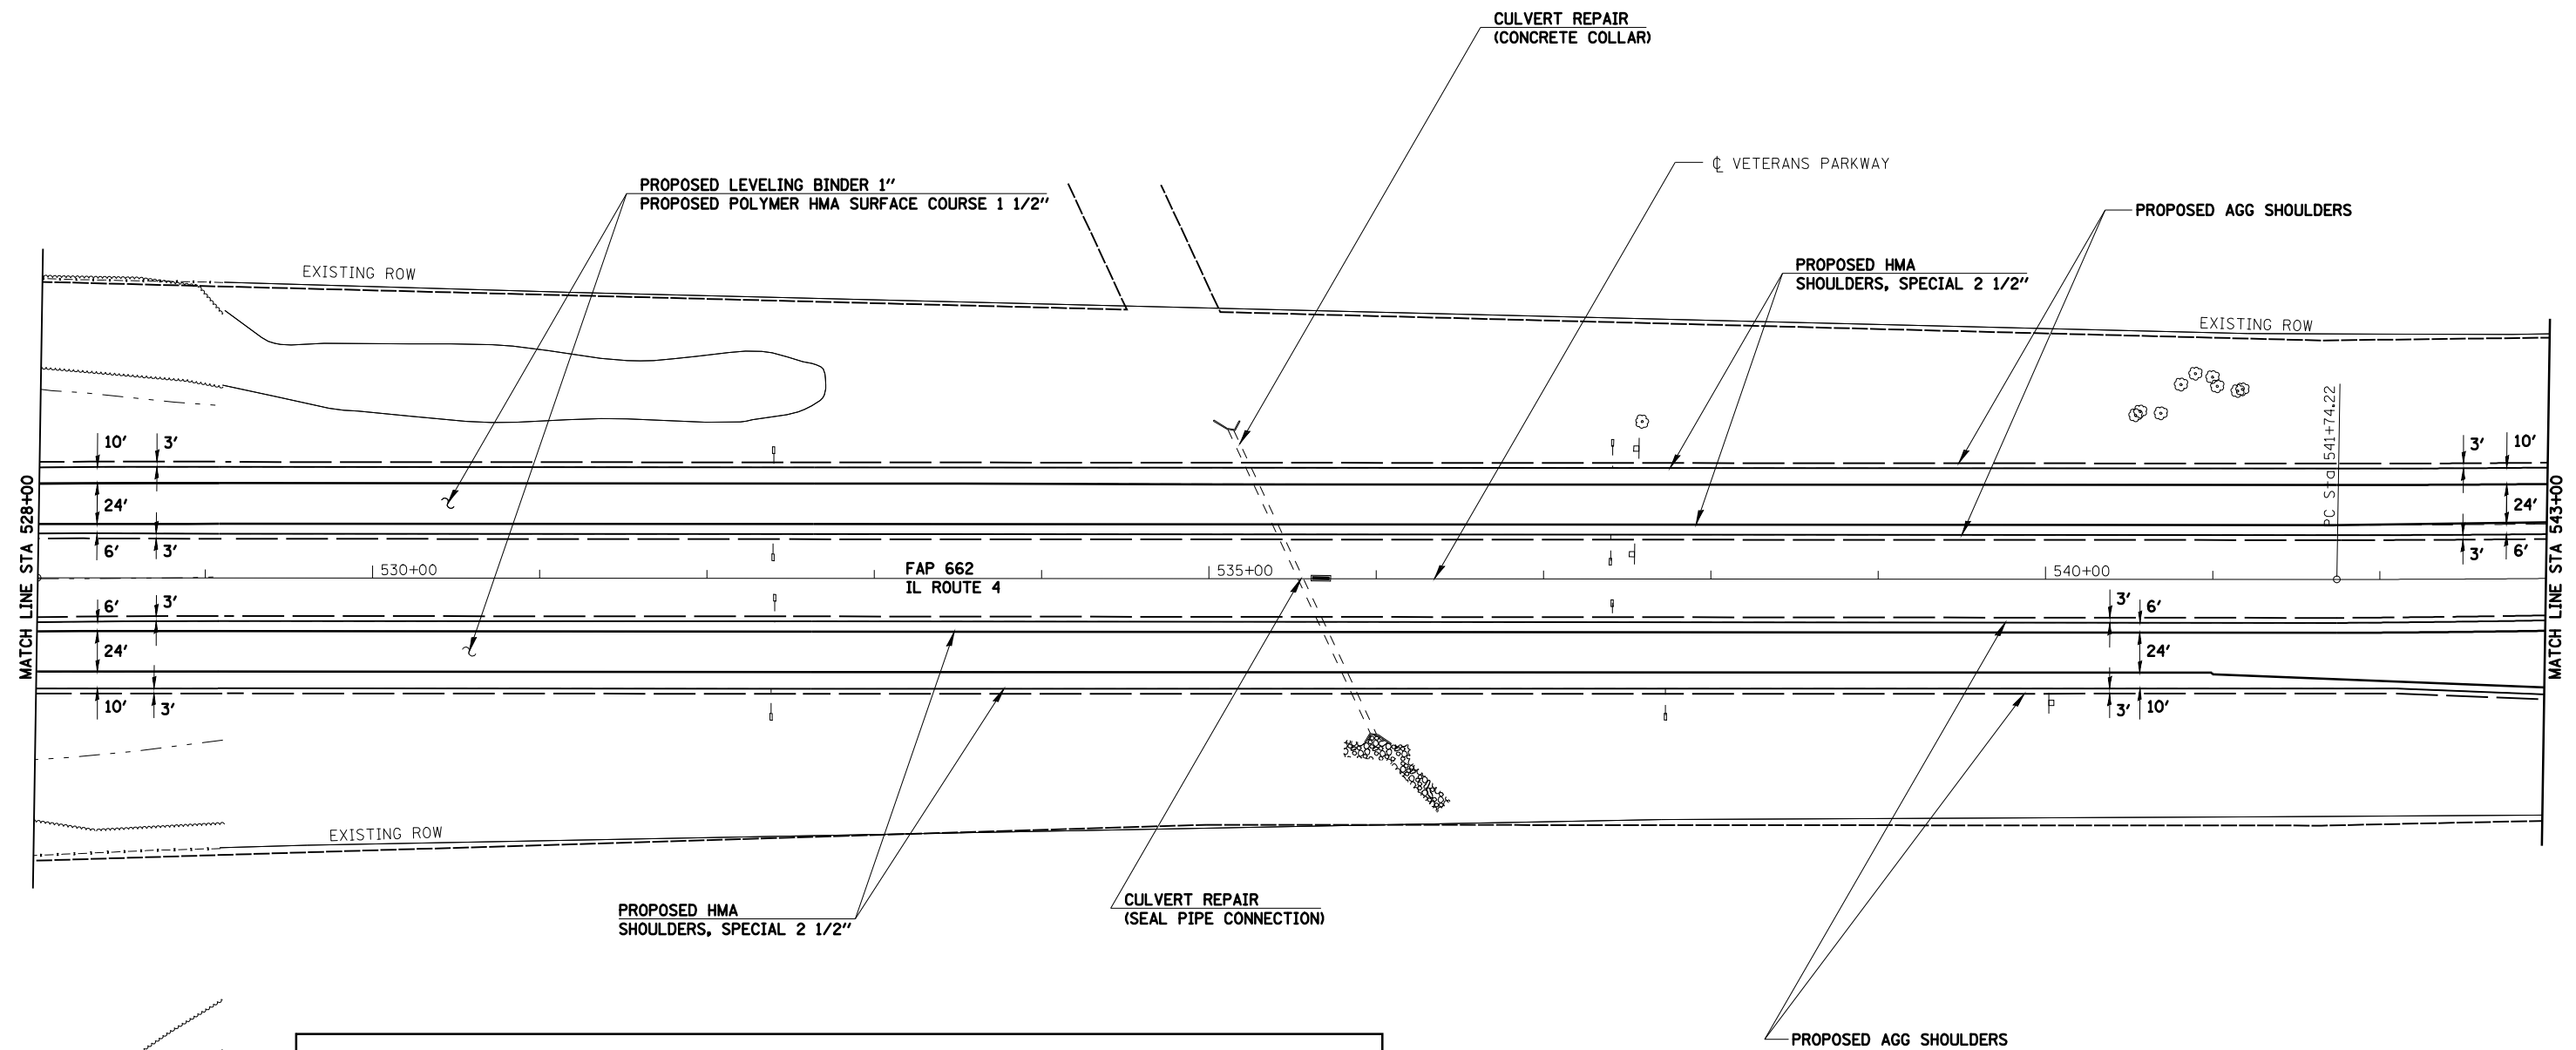 CULVERT REPAIR
(CONCRETE COLLAR)
℄ VETERANS PARKWAY
PROPOSED LEVELING BINDER 1"
PROPOSED POLYMER HMA SURFACE COURSE 1 1/2"
PROPOSED AGG SHOULDERS
EXISTING ROW
PROPOSED HMA
SHOULDERS, SPECIAL 2 1/2"
EXISTING ROW
PC Sta 541+74.22
10'
3'
3'
10'
24'
24'
6'
3'
3'
6'
MATCH LINE STA 528+00
MATCH LINE STA 543+00
530+00
FAP 662
IL ROUTE 4
535+00
540+00
6'
3'
3'
6'
24'
24'
10'
3'
3'
10'
EXISTING ROW
PROPOSED HMA
SHOULDERS, SPECIAL 2 1/2"
CULVERT REPAIR
(SEAL PIPE CONNECTION)
PROPOSED AGG SHOULDERS